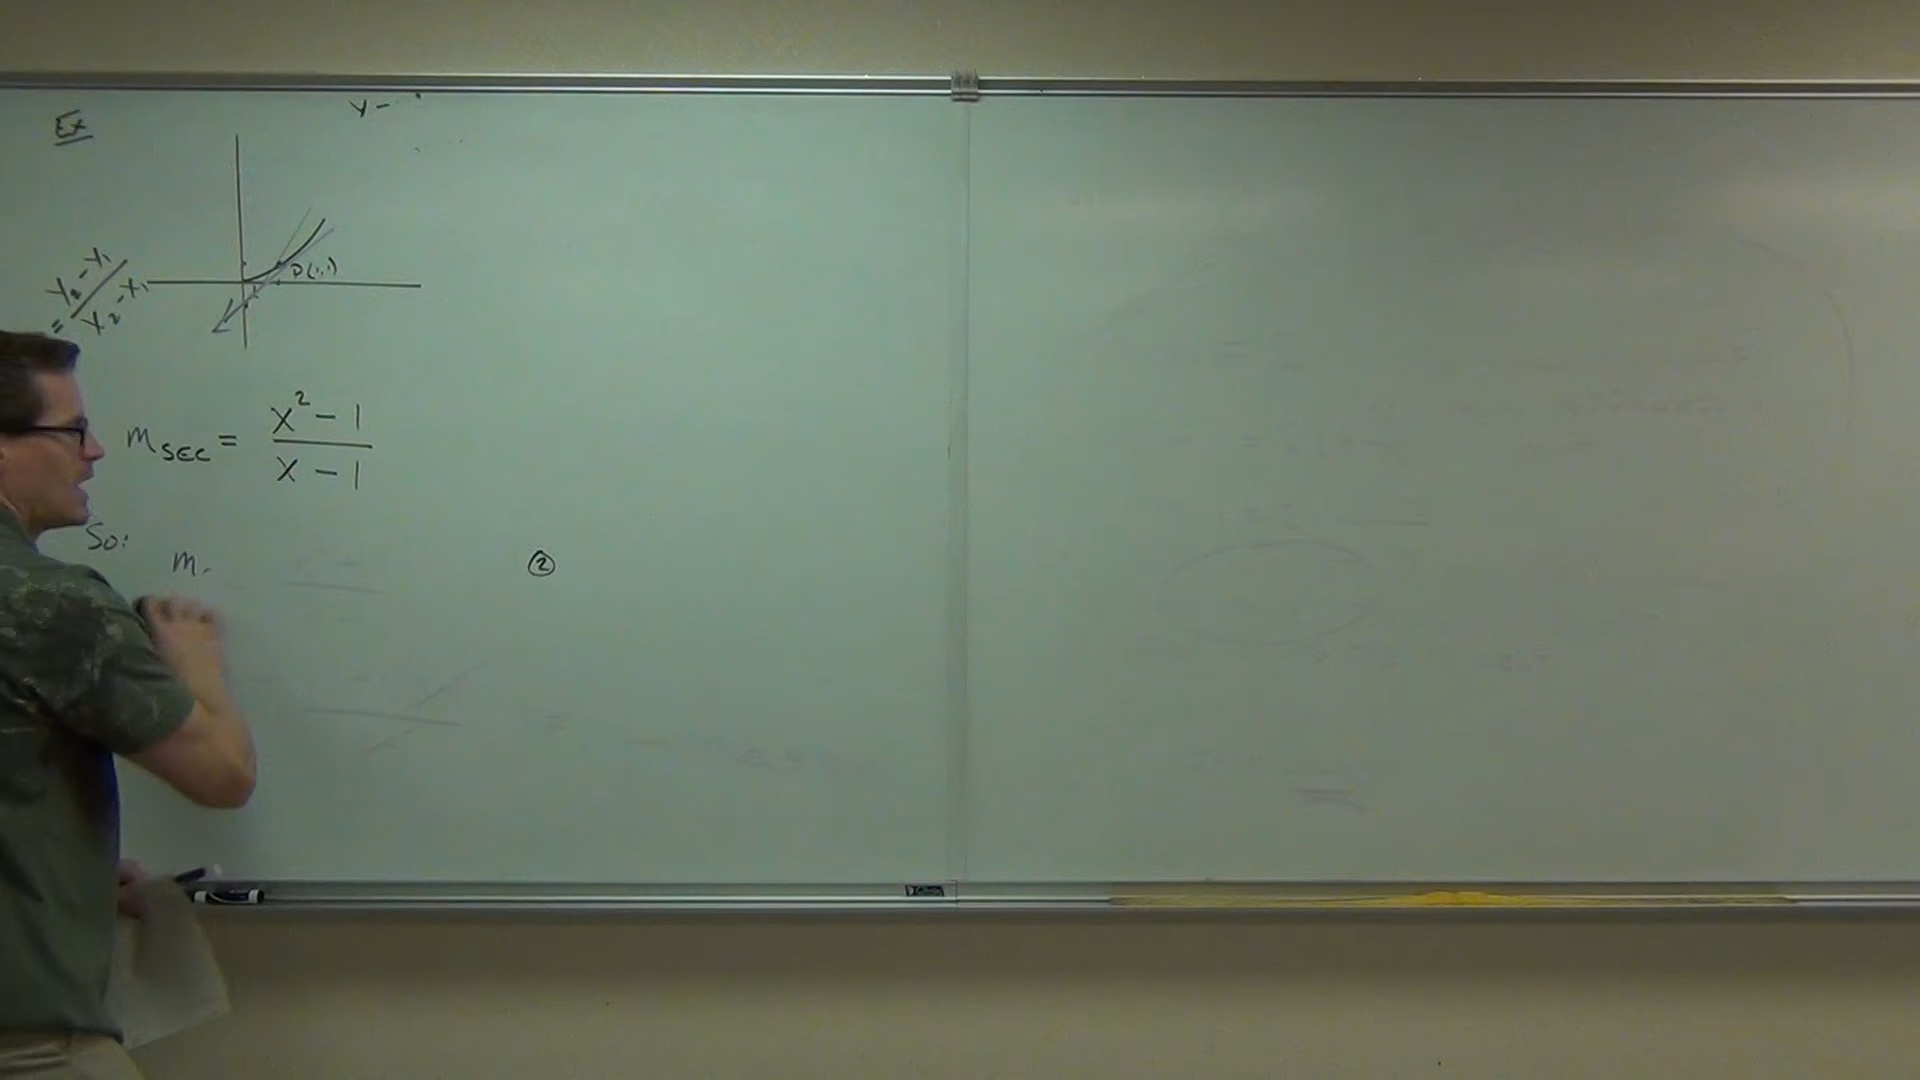 Ex
y -
P(1,1)
= y₂ - y₁ / x₂ - x₁
m_SEC = x² - 1 / x - 1
So:
m
②